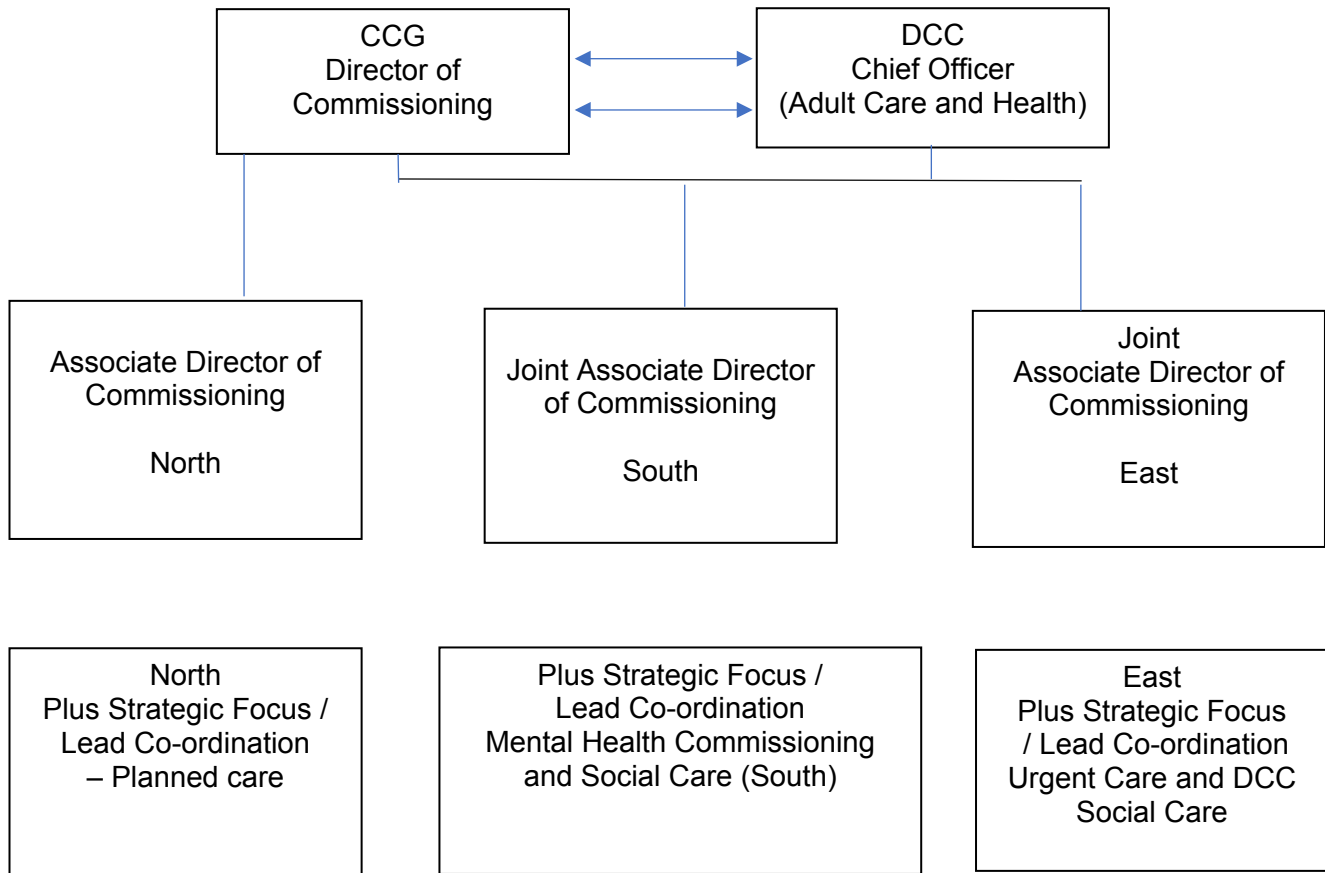 CCG
Director of
Commissioning
DCC
Chief Officer
(Adult Care and Health)
Associate Director of
Commissioning
North
Joint Associate Director
of Commissioning
South
Joint
Associate Director of
Commissioning
East
North
Plus Strategic Focus /
Lead Co-ordination
– Planned care
Plus Strategic Focus /
Lead Co-ordination
Mental Health Commissioning
and Social Care (South)
East
Plus Strategic Focus
/ Lead Co-ordination
Urgent Care and DCC
Social Care